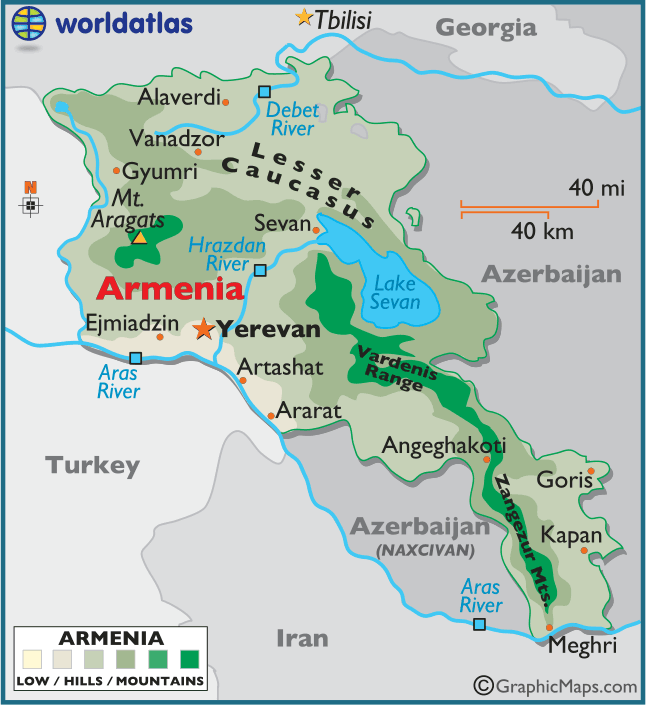 worldatlas
Tbilisi
Georgia
Alaverdi
Debet
River
Vanadzor
Lesser
Caucasus
Gyumri
N
Mt.
Aragats
40 mi
40 km
Sevan
Hrazdan
River
Azerbaijan
Lake
Sevan
Armenia
Ejmiadzin
Yerevan
Aras
River
Artashat
Vardenis
Range
Ararat
Turkey
Angeghakoti
Goris
Zangezur Mts.
Azerbaijan
(NAXCIVAN)
Kapan
Aras
River
Iran
Meghri
ARMENIA
LOW / HILLS / MOUNTAINS
©GraphicMaps.com